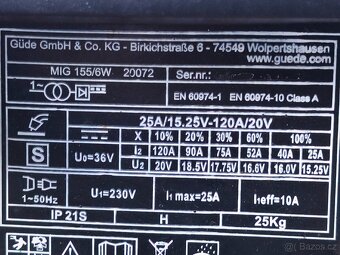 Güde GmbH & Co. KG - Birkichstraße 6 - 74549 Wolpertshausen
www.guede.com
MIG 155/6W 20072 Ser.nr.:
1~ EN 60974-1 EN 60974-10 Class A
25A/15.25V-120A/20V
X 10% 20% 30% 60% 100%
S U0=36V I2 120A 90A 75A 52A 40A 25A
U2 20V 18.5V 17.75V 16.6V 16.0V 15.25V
1~50Hz U1=230V I1 max=25A I1eff=10A
IP 21S H 25Kg
Bazos.cz